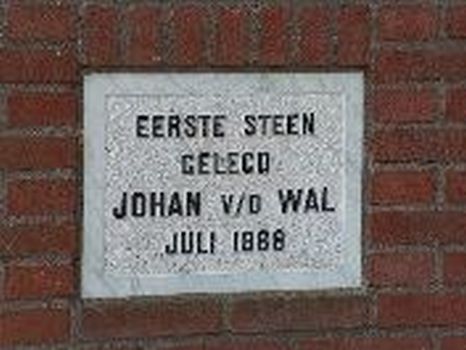 EERSTE STEEN
GELEGD
JOHAN V/D WAL
JULI 1888